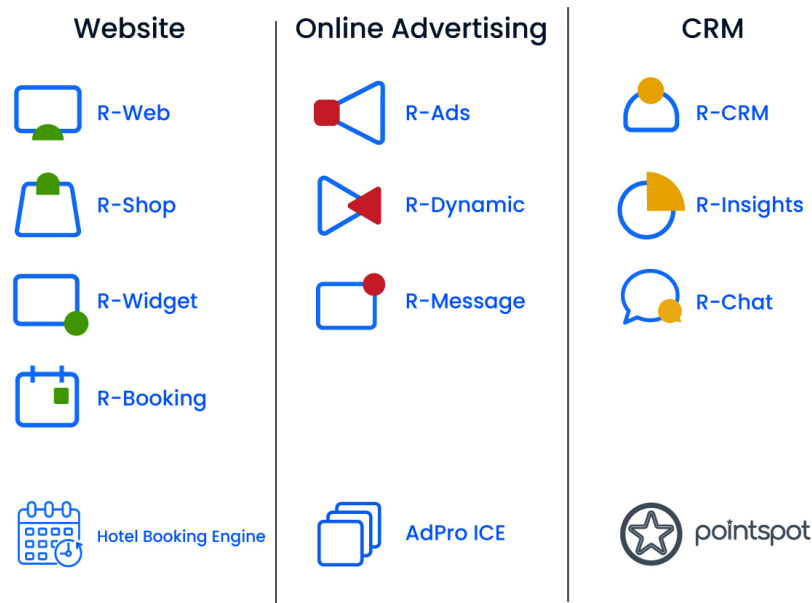 Website
R-Web
R-Shop
R-Widget
R-Booking
Hotel Booking Engine
Online Advertising
R-Ads
R-Dynamic
R-Message
AdPro ICE
CRM
R-CRM
R-Insights
R-Chat
pointspot